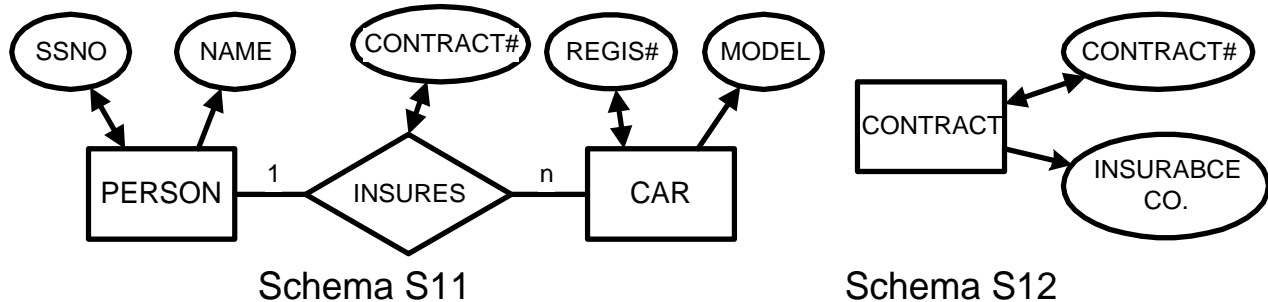 SSNO
NAME
CONTRACT#
REGIS#
MODEL
CONTRACT#
PERSON
1
INSURES
n
CAR
CONTRACT
INSURABCE
CO.
Schema S11
Schema S12